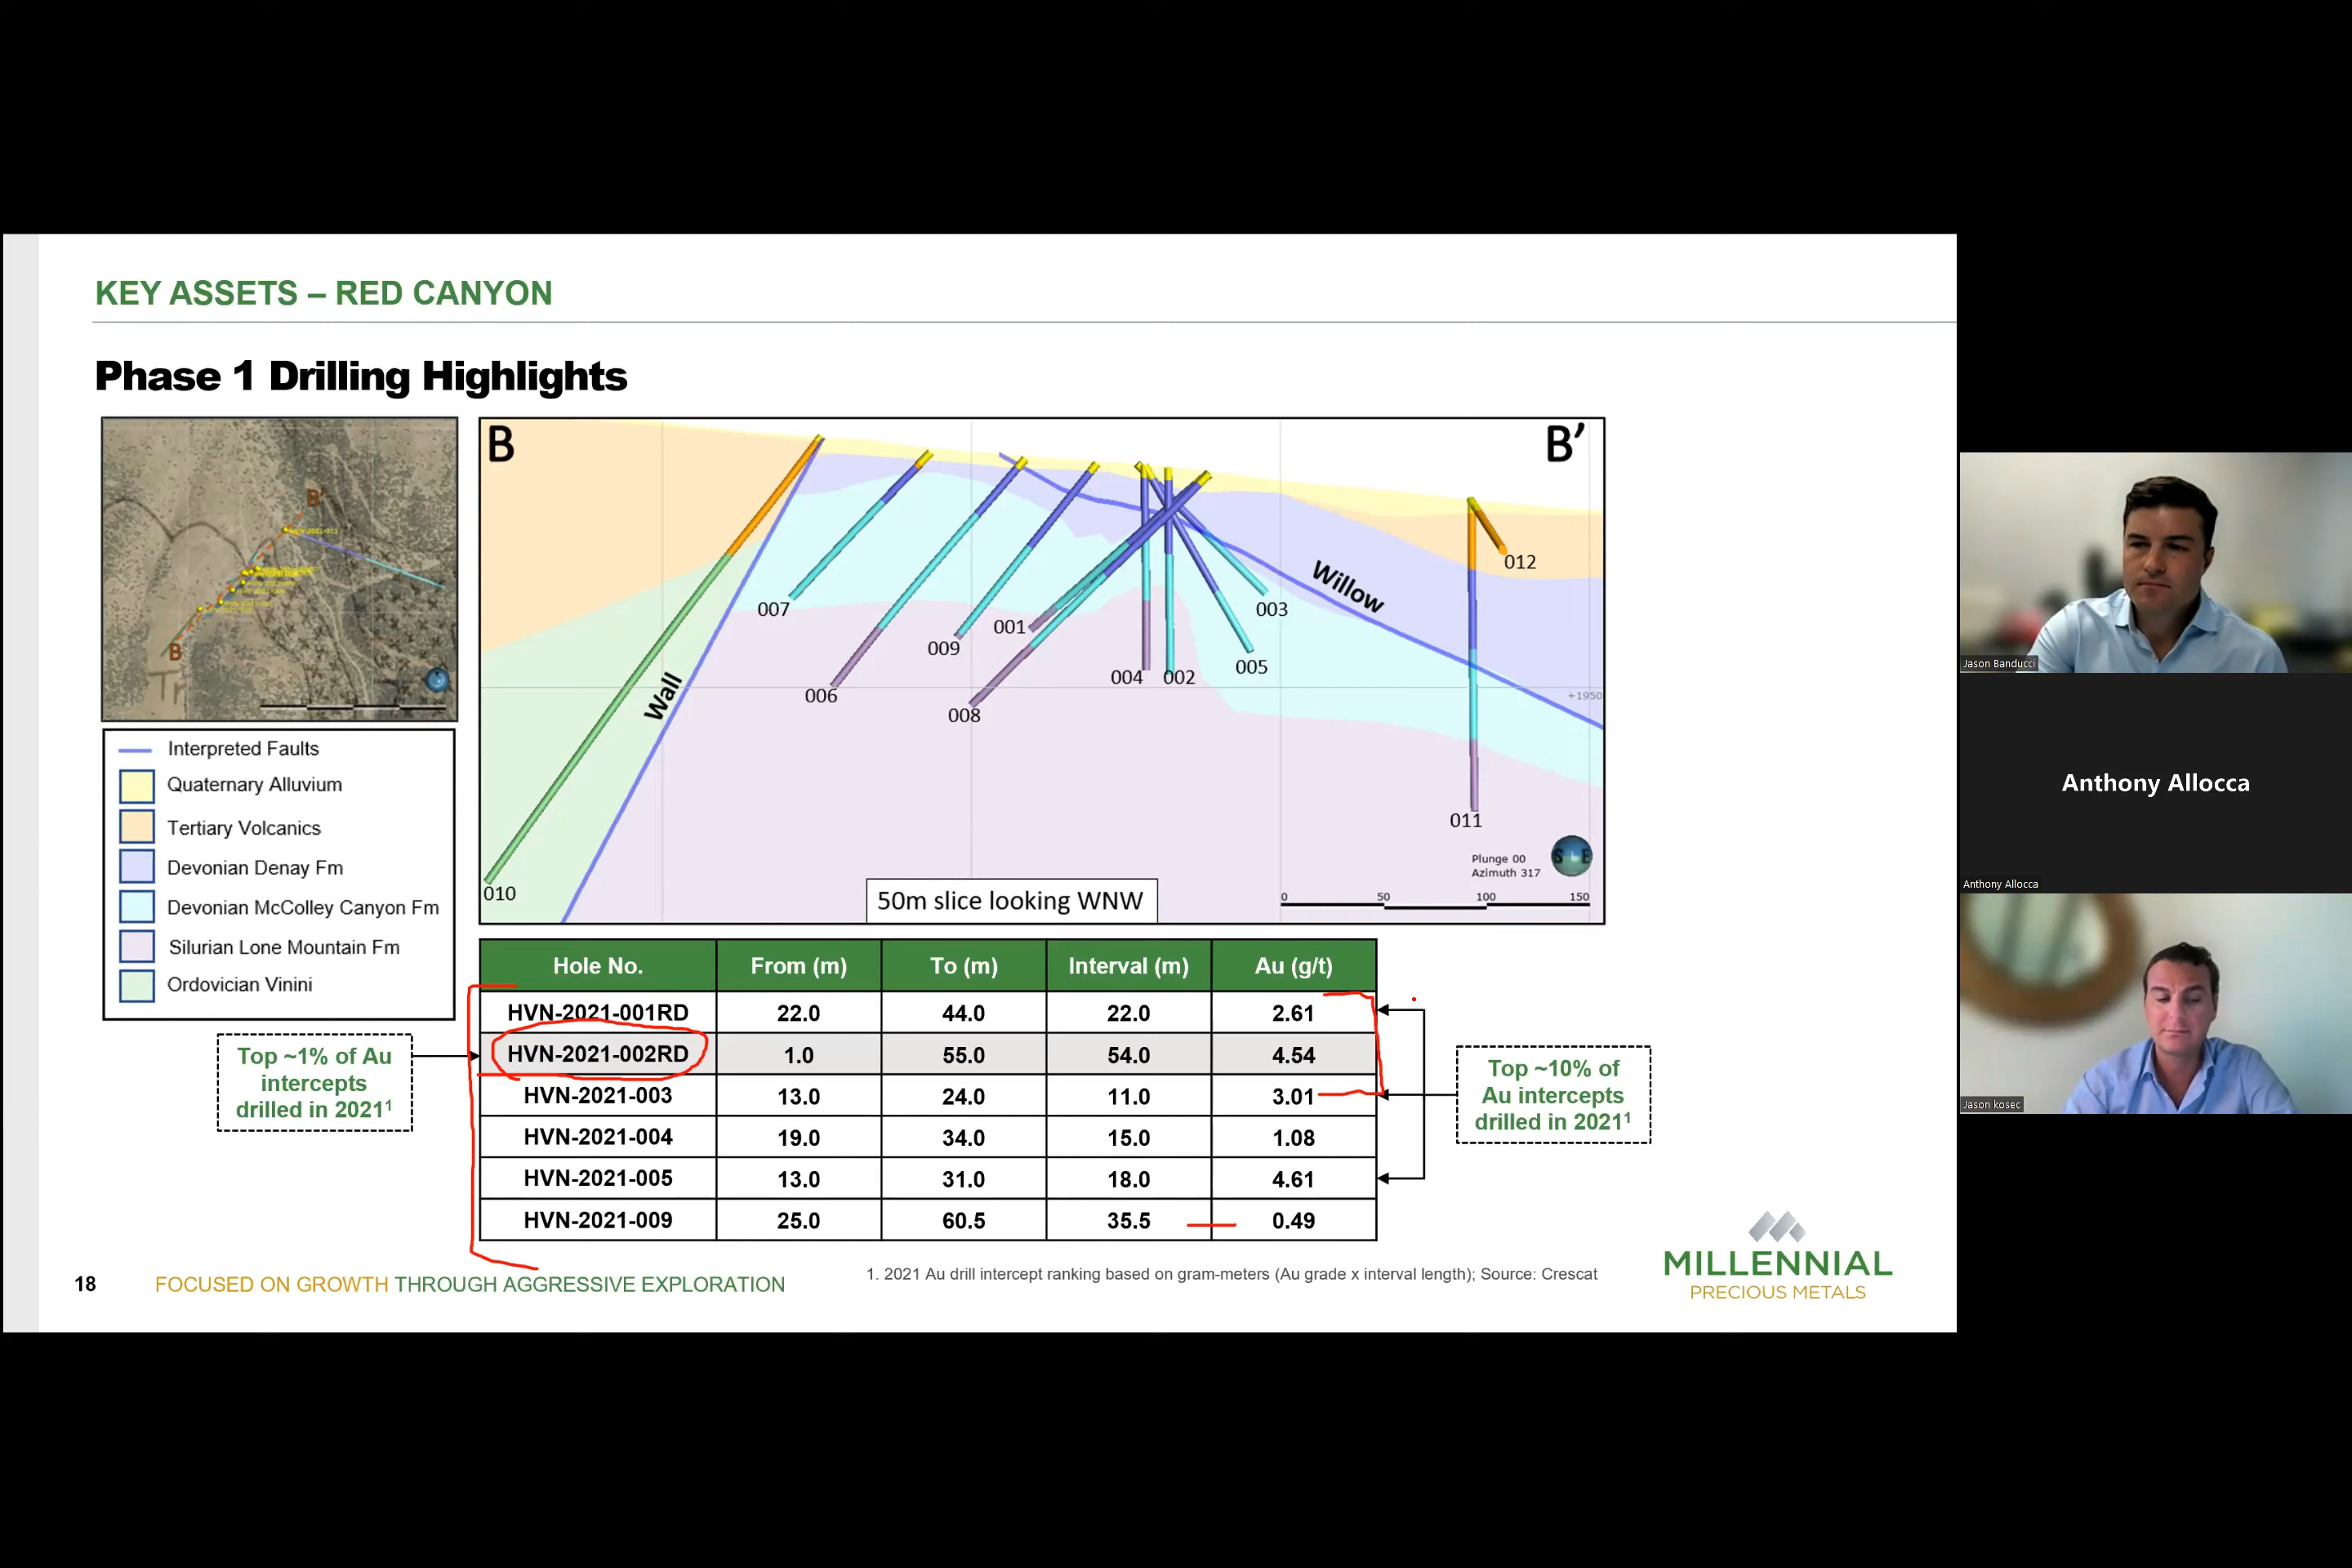 KEY ASSETS – RED CANYON
Phase 1 Drilling Highlights
B'
B
B
B'
007
006
009
001
008
004
002
005
003
012
011
010
Wall
Willow
+1950
Plunge 00
Azimuth 317
0 50 100 150
50m slice looking WNW
Interpreted Faults
Quaternary Alluvium
Tertiary Volcanics
Devonian Denay Fm
Devonian McColley Canyon Fm
Silurian Lone Mountain Fm
Ordovician Vinini
Hole No. From (m) To (m) Interval (m) Au (g/t)
HVN-2021-001RD 22.0 44.0 22.0 2.61
HVN-2021-002RD 1.0 55.0 54.0 4.54
HVN-2021-003 13.0 24.0 11.0 3.01
HVN-2021-004 19.0 34.0 15.0 1.08
HVN-2021-005 13.0 31.0 18.0 4.61
HVN-2021-009 25.0 60.5 35.5 0.49
Top ~1% of Au
intercepts
drilled in 2021¹
Top ~10% of
Au intercepts
drilled in 2021¹
18 FOCUSED ON GROWTH THROUGH AGGRESSIVE EXPLORATION
1. 2021 Au drill intercept ranking based on gram-meters (Au grade x interval length); Source: Crescat
MILLENNIAL
PRECIOUS METALS
Jason Banducci
Anthony Allocca
Anthony Allocca
Jason kosec